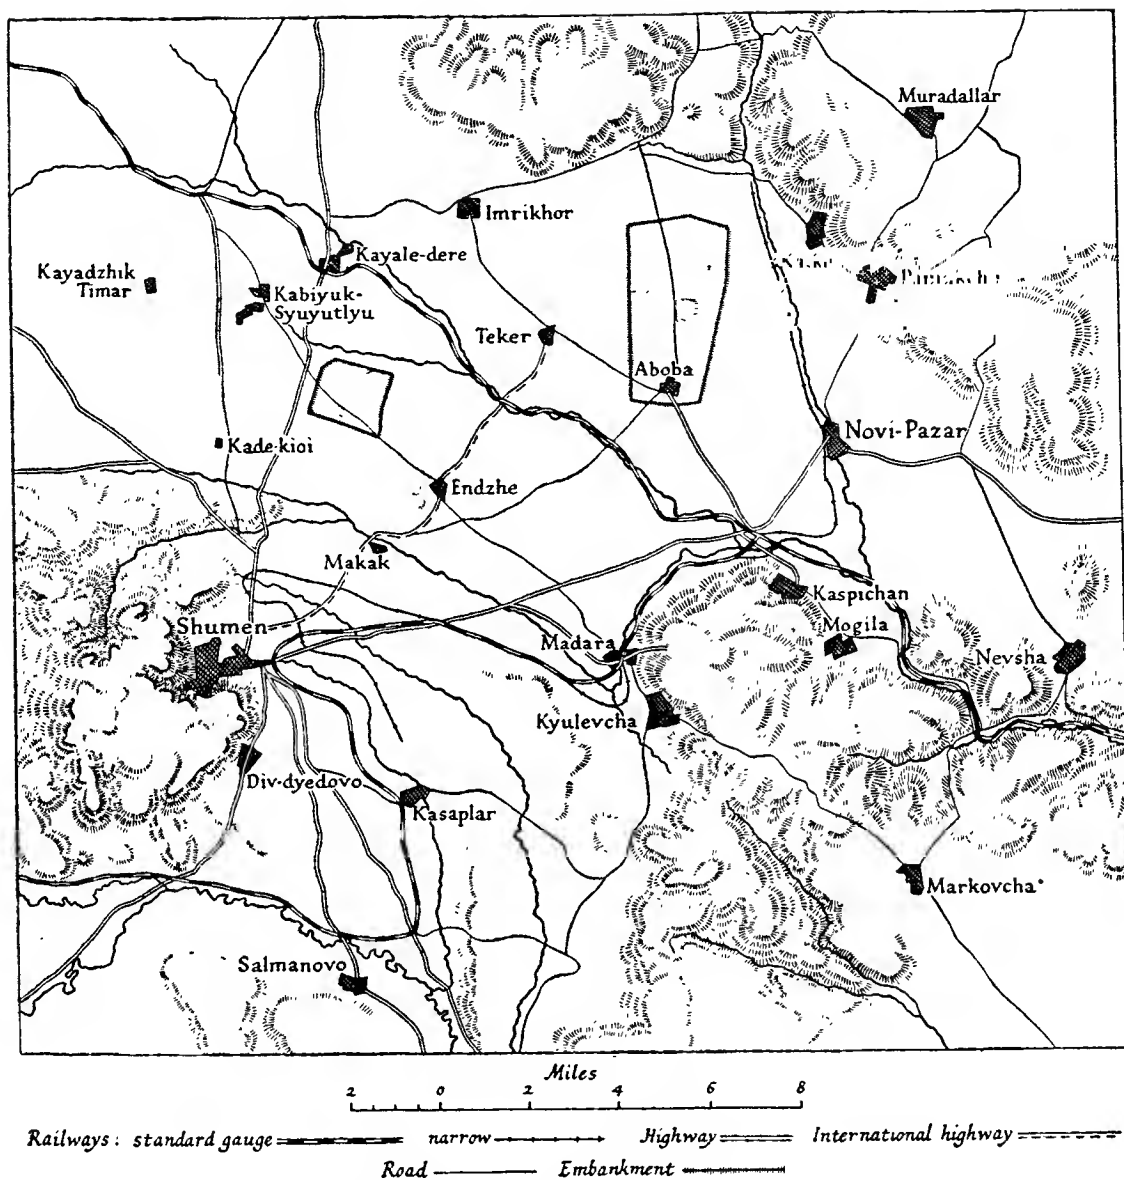 Muradallar
Imrikhor
Kayale-dere
Kayadzhik
Timar
Kabiyuk-
Syuyutlyu
Teker
Aboba
Novi-Pazar
Kade-kioi
Endzhe
Makak
Kaspichan
Shumen
Mogila
Madara
Nevsha
Kyulevcha
Div-dyedovo
Kasaplar
Markovcha
Salmanovo
Miles
2 0 2 4 6 8
Railways: standard gauge narrow Highway International highway
Road Embankment